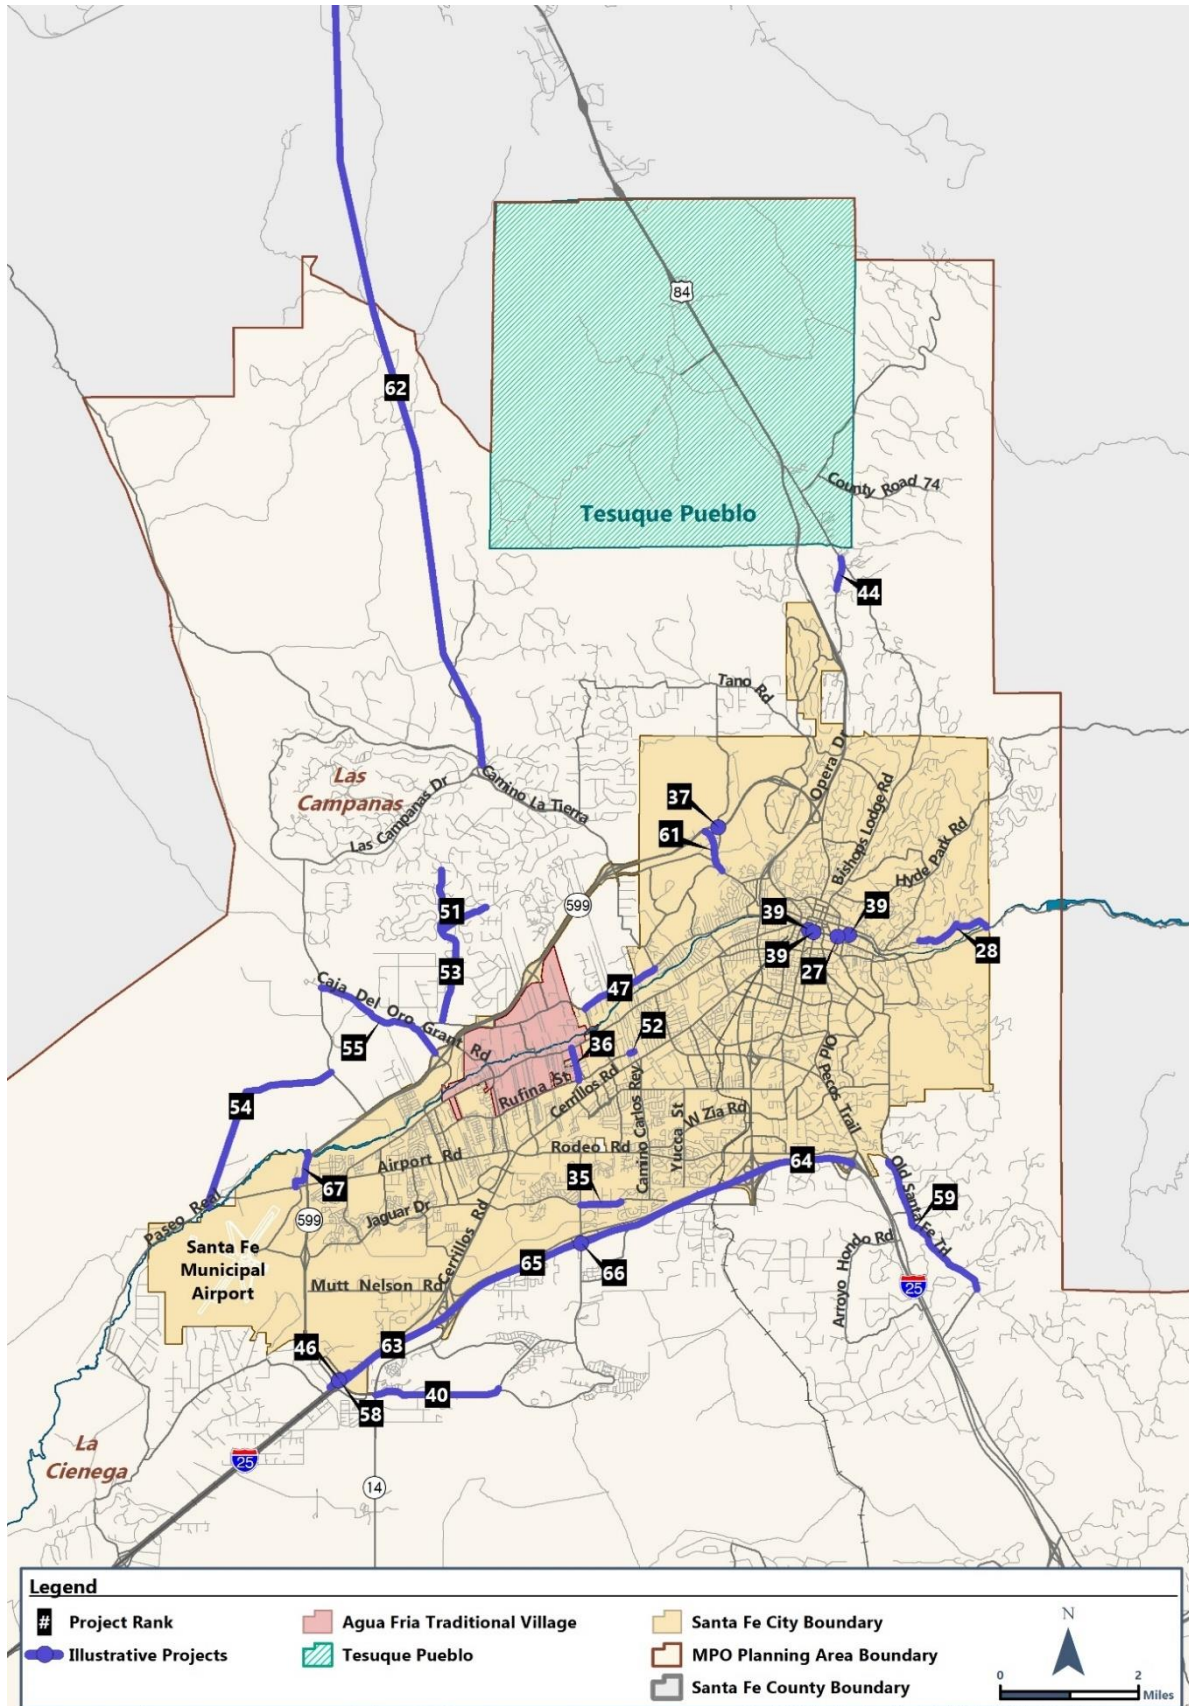 84
62
County Road 74
Tesuque Pueblo
44
Tano Rd
Las
Campanas
Camino La Tierra
Las Campanas Dr
Opera Dr
Bishops Lodge Rd
Hyde Park Rd
37
61
599
51
39
39
39
27
28
53
47
Caja Del Oro Grant Rd
55
36
52
Rufina St
Cerrillos Rd
54
Camino Carlos Rey
Yucca St
W Zia Rd
Pecos Trail
PIO
Airport Rd
Rodeo Rd
64
67
35
Paseo Real
599
Jaguar Dr
Cerrillos Rd
59
Old Santa Fe Trl
Arroyo Hondo Rd
Santa Fe
Municipal
Airport
65
66
Mutt Nelson Rd
25
46
63
58
40
La
Cienega
25
14
Legend
# Project Rank
Agua Fria Traditional Village
Santa Fe City Boundary
N
Illustrative Projects
Tesuque Pueblo
MPO Planning Area Boundary
Santa Fe County Boundary
0 2
Miles